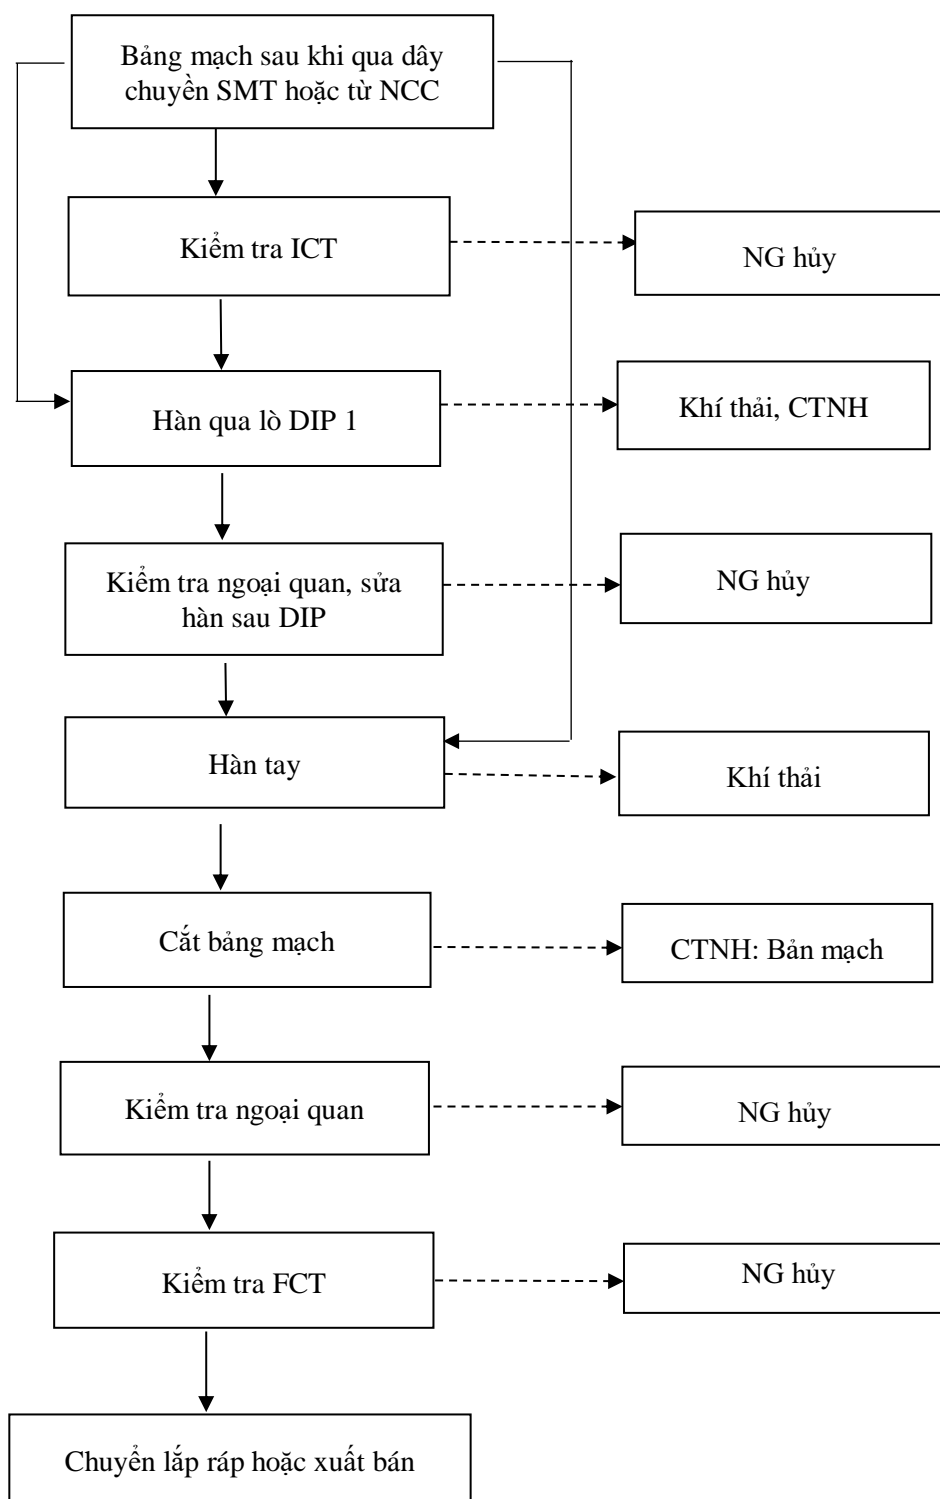 Bảng mạch sau khi qua dây
chuyền SMT hoặc từ NCC
Kiểm tra ICT
NG hủy
Hàn qua lò DIP 1
Khí thải, CTNH
Kiểm tra ngoại quan, sửa
hàn sau DIP
NG hủy
Hàn tay
Khí thải
Cắt bảng mạch
CTNH: Bản mạch
Kiểm tra ngoại quan
NG hủy
Kiểm tra FCT
NG hủy
Chuyển lắp ráp hoặc xuất bán